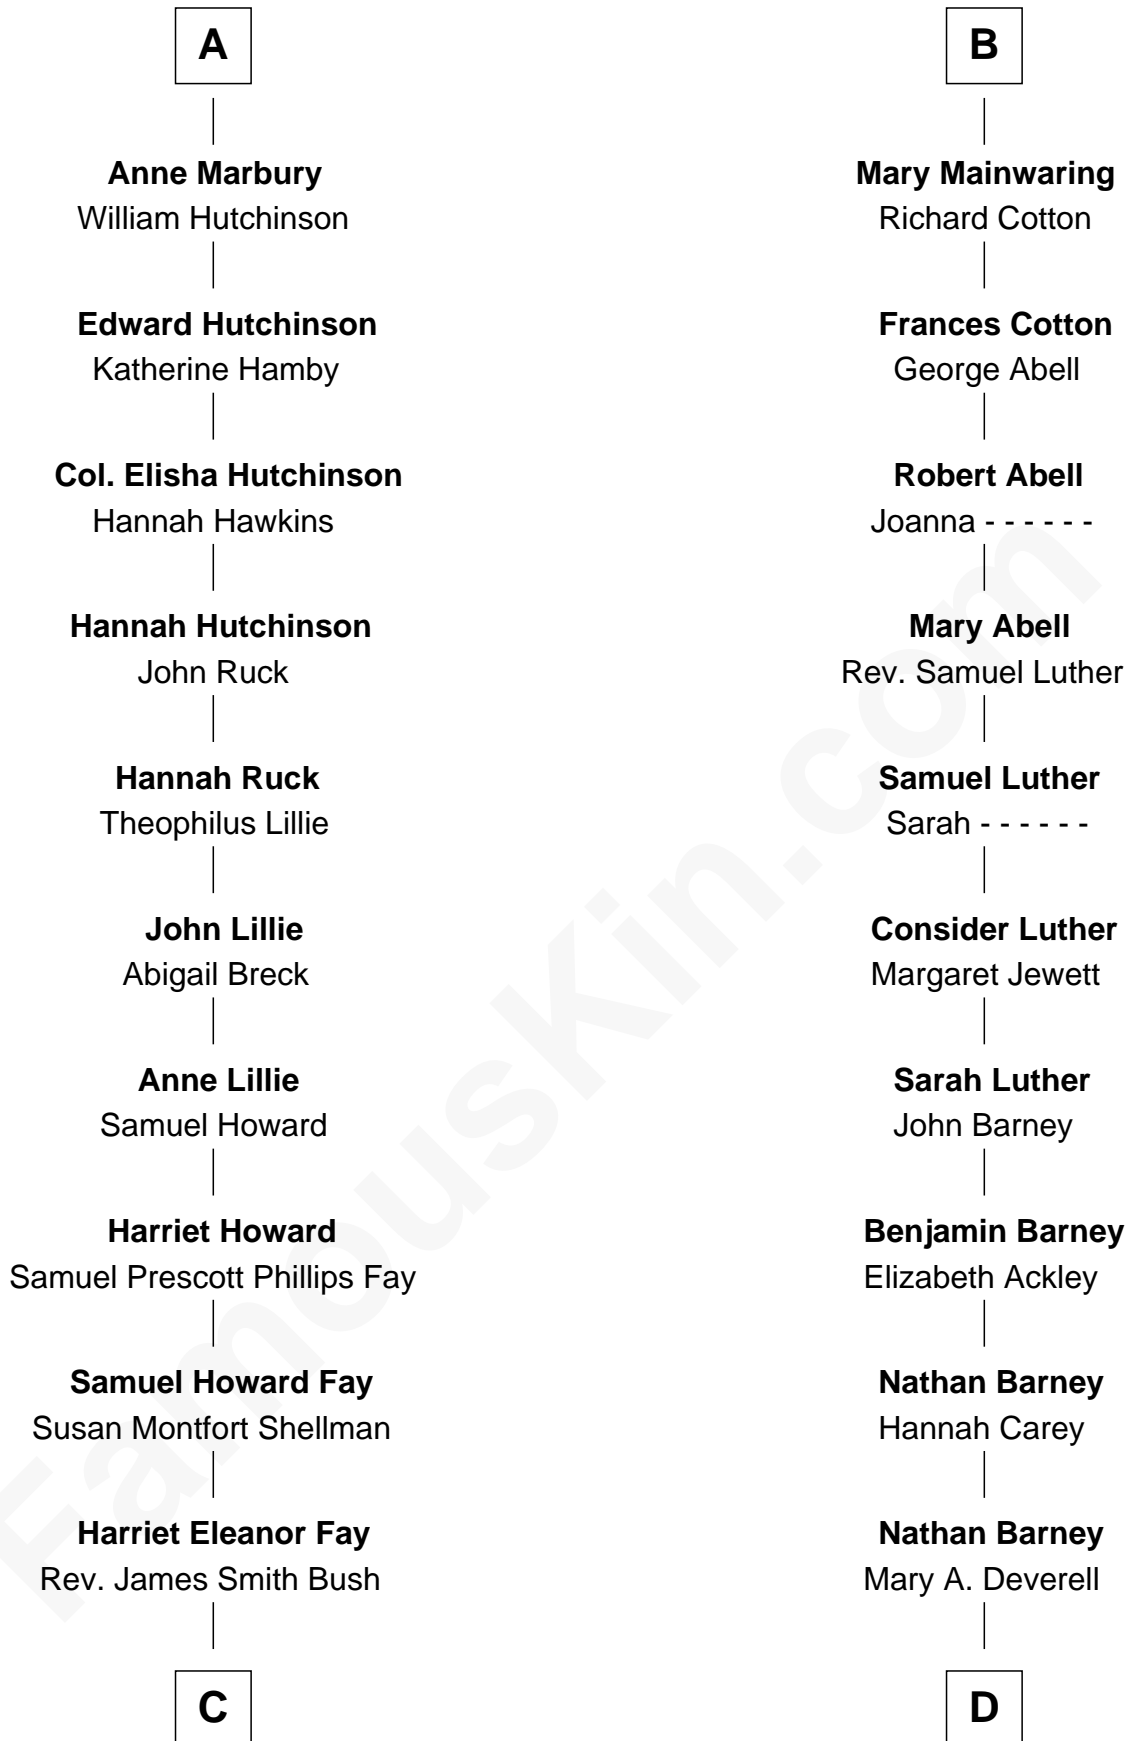 A
Anne Marbury
William Hutchinson
Edward Hutchinson
Katherine Hamby
Col. Elisha Hutchinson
Hannah Hawkins
Hannah Hutchinson
John Ruck
Hannah Ruck
Theophilus Lillie
John Lillie
Abigail Breck
Anne Lillie
Samuel Howard
Harriet Howard
Samuel Prescott Phillips Fay
Samuel Howard Fay
Susan Montfort Shellman
Harriet Eleanor Fay
Rev. James Smith Bush
C
B
Mary Mainwaring
Richard Cotton
Frances Cotton
George Abell
Robert Abell
Joanna - - - - - -
Mary Abell
Rev. Samuel Luther
Samuel Luther
Sarah - - - - - -
Consider Luther
Margaret Jewett
Sarah Luther
John Barney
Benjamin Barney
Elizabeth Ackley
Nathan Barney
Hannah Carey
Nathan Barney
Mary A. Deverell
D
FamousKin.com